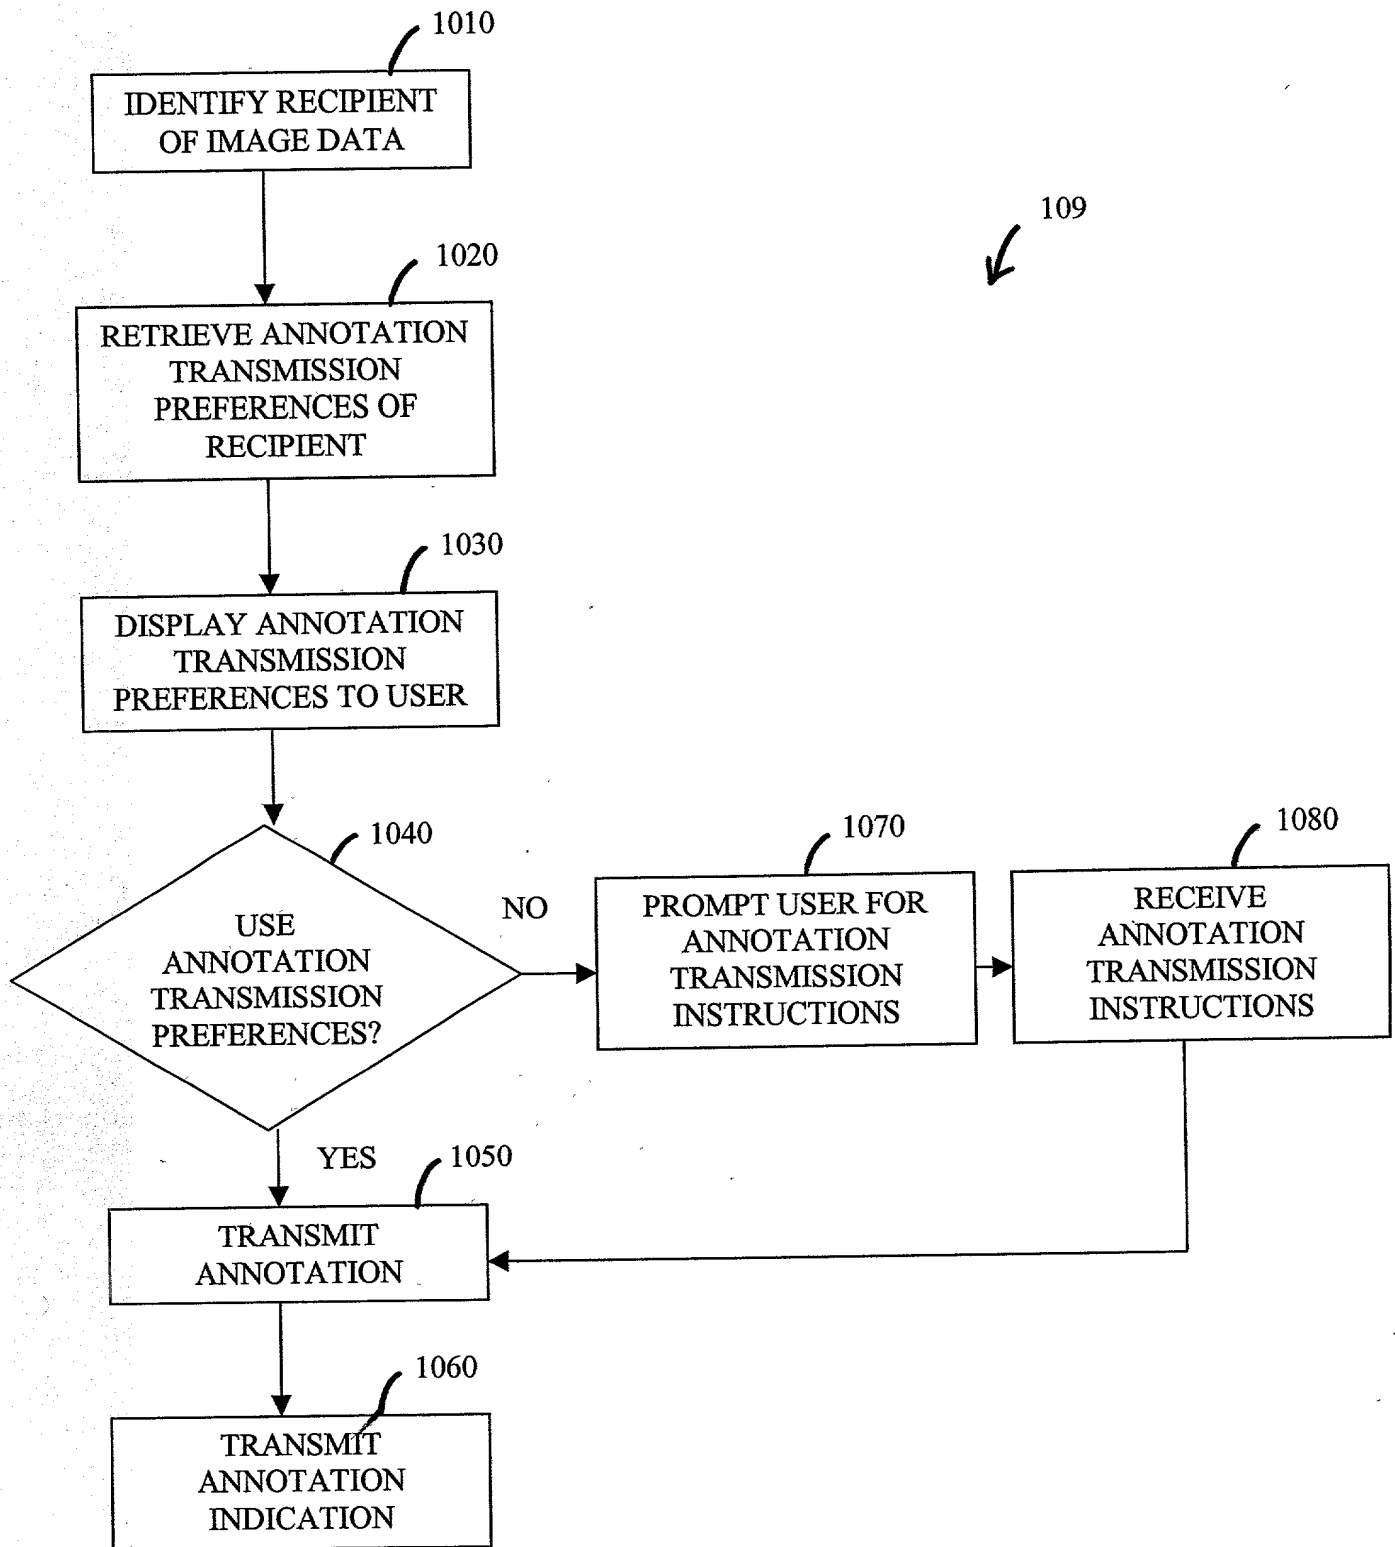 1010
IDENTIFY RECIPIENT
OF IMAGE DATA
109
1020
RETRIEVE ANNOTATION
TRANSMISSION
PREFERENCES OF
RECIPIENT
1030
DISPLAY ANNOTATION
TRANSMISSION
PREFERENCES TO USER
1040
USE
ANNOTATION
TRANSMISSION
PREFERENCES?
NO
1070
PROMPT USER FOR
ANNOTATION
TRANSMISSION
INSTRUCTIONS
1080
RECEIVE
ANNOTATION
TRANSMISSION
INSTRUCTIONS
YES
1050
TRANSMIT
ANNOTATION
1060
TRANSMIT
ANNOTATION
INDICATION